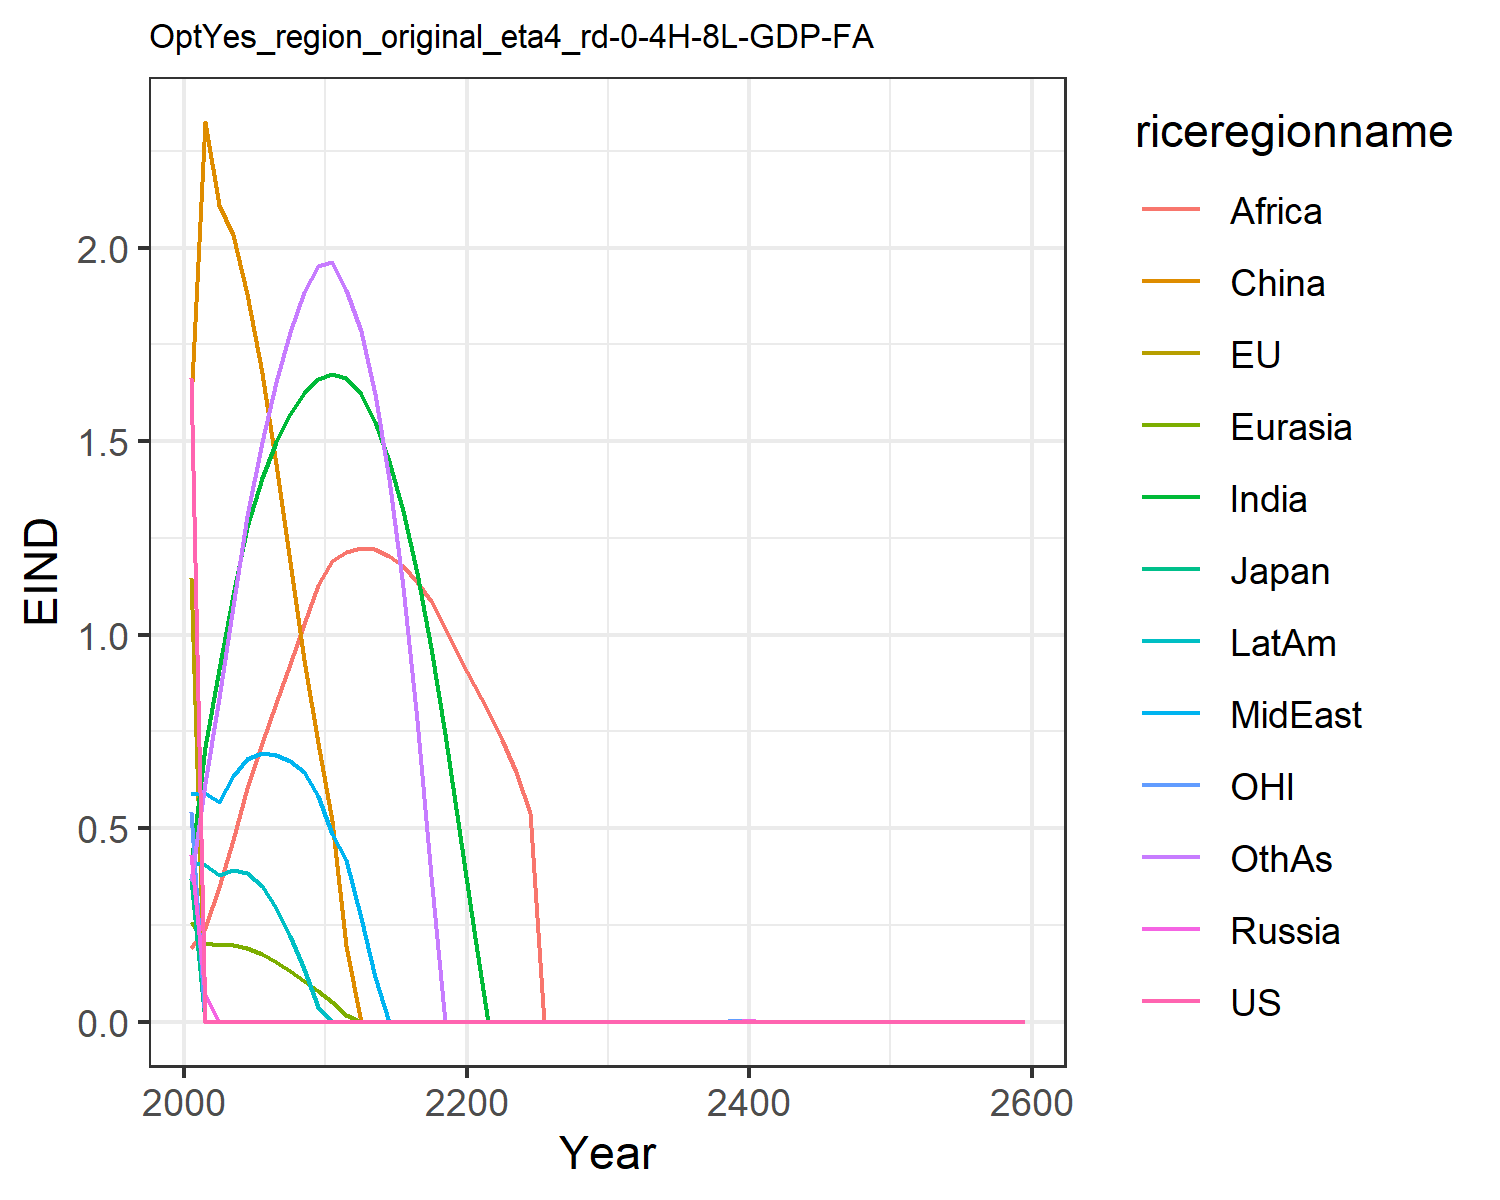 OptYes_region_original_eta4_rd-0-4H-8L-GDP-FA
EIND
2.0
1.5
1.0
0.5
0.0
2000
2200
2400
2600
Year
riceregionname
Africa
China
EU
Eurasia
India
Japan
LatAm
MidEast
OHI
OthAs
Russia
US